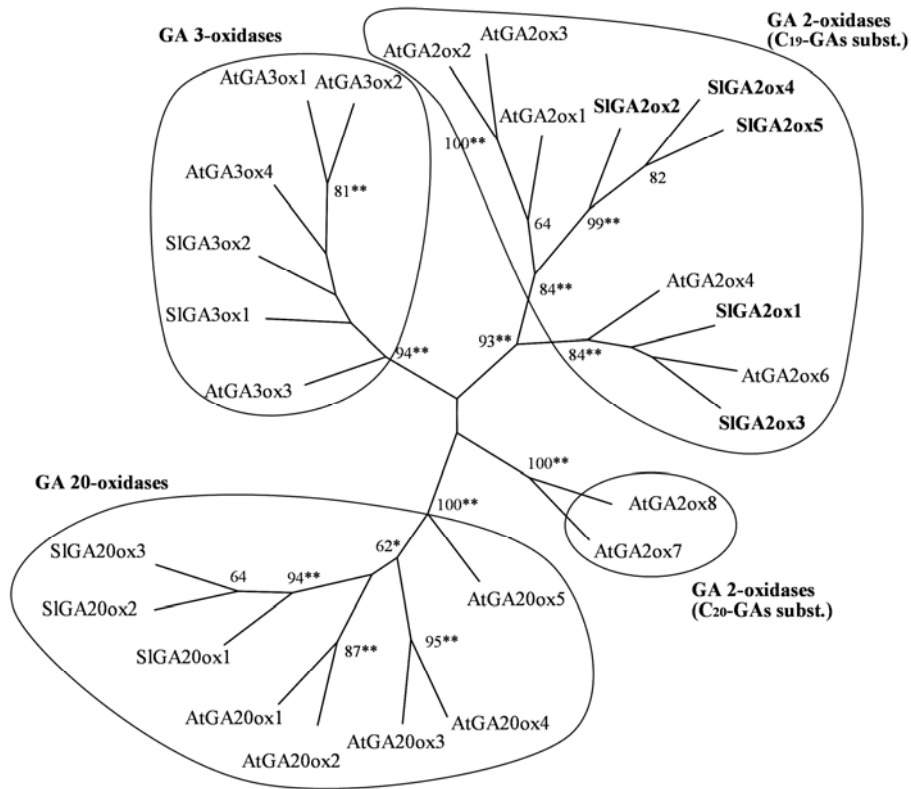 GA 3-oxidases
AtGA3ox1
AtGA3ox2
AtGA3ox4
81**
SlGA3ox2
SlGA3ox1
94**
AtGA3ox3
GA 2-oxidases
(C19-GAs subst.)
AtGA2ox3
AtGA2ox2
SlGA2ox4
SlGA2ox2
AtGA2ox1
SlGA2ox5
100**
82
64
99**
AtGA2ox4
84**
SlGA2ox1
93**
84**
AtGA2ox6
SlGA2ox3
100**
AtGA2ox8
AtGA2ox7
GA 2-oxidases
(C20-GAs subst.)
GA 20-oxidases
100**
62*
SlGA20ox3
64
94**
AtGA20ox5
SlGA20ox2
SlGA20ox1
87**
95**
AtGA20ox1
AtGA20ox4
AtGA20ox3
AtGA20ox2